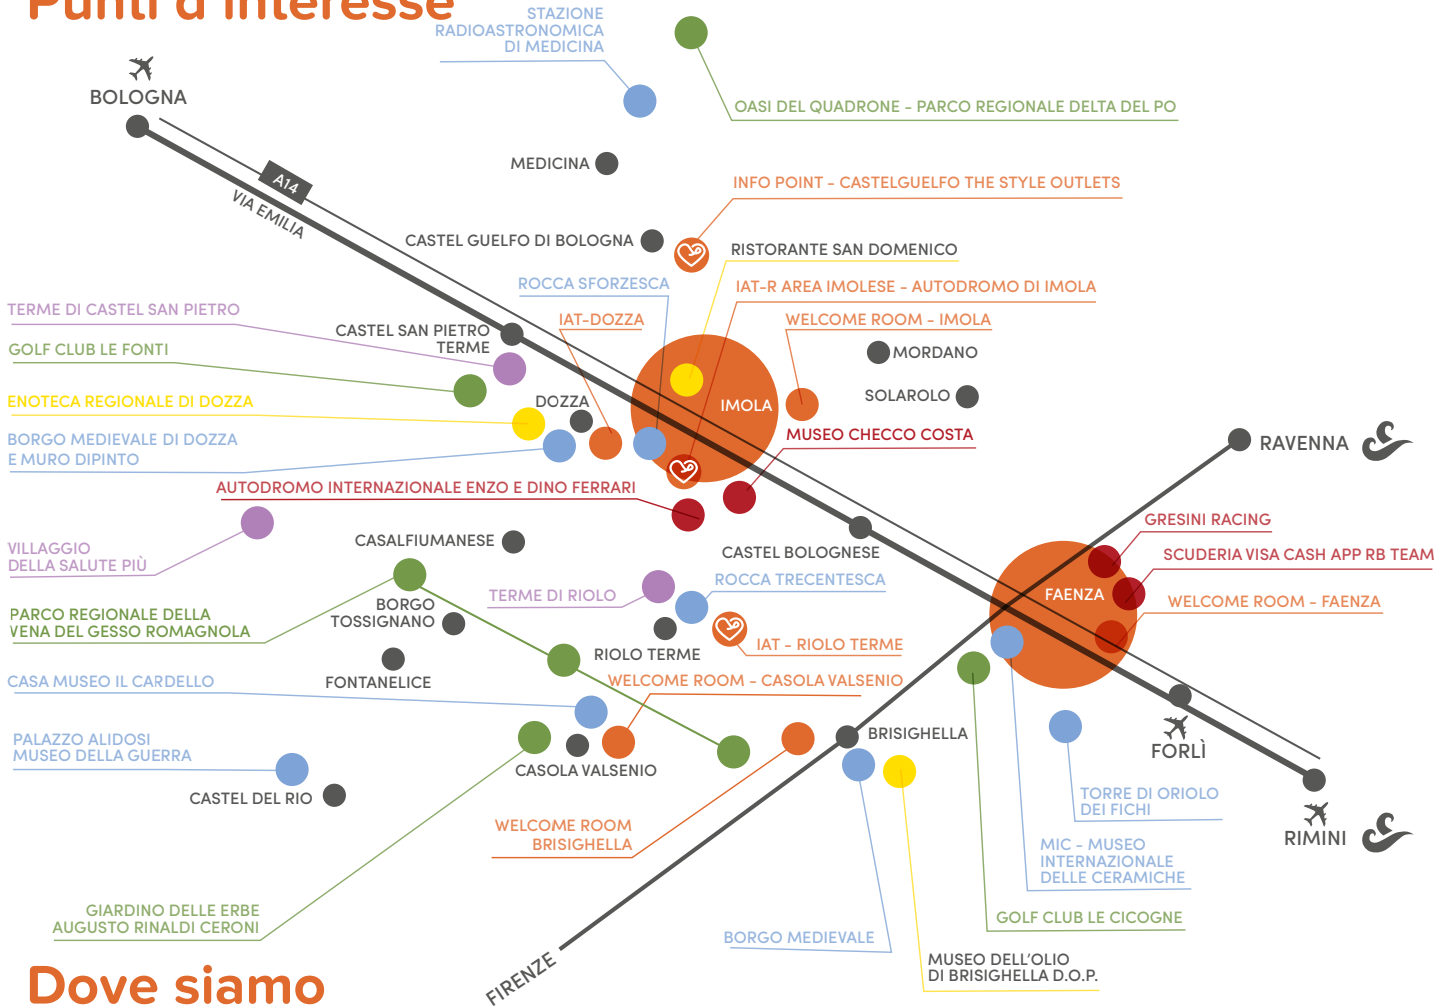 Punti d'interesse
STAZIONE
RADIOASTRONOMICA
DI MEDICINA
BOLOGNA
OASI DEL QUADRONE - PARCO REGIONALE DELTA DEL PO
MEDICINA
A14
VIA EMILIA
INFO POINT - CASTELGUELFO THE STYLE OUTLETS
CASTEL GUELFO DI BOLOGNA
RISTORANTE SAN DOMENICO
ROCCA SFORZESCA
IAT-R AREA IMOLESE - AUTODROMO DI IMOLA
TERME DI CASTEL SAN PIETRO
IAT-DOZZA
WELCOME ROOM - IMOLA
CASTEL SAN PIETRO
TERME
GOLF CLUB LE FONTI
MORDANO
SOLAROLO
ENOTECA REGIONALE DI DOZZA
DOZZA
IMOLA
BORGO MEDIEVALE DI DOZZA
E MURO DIPINTO
MUSEO CHECCO COSTA
RAVENNA
AUTODROMO INTERNAZIONALE ENZO E DINO FERRARI
GRESINI RACING
VILLAGGIO
DELLA SALUTE PIÙ
CASALFIUMANESE
CASTEL BOLOGNESE
SCUDERIA VISA CASH APP RB TEAM
TERME DI RIOLO
ROCCA TRECENTESCA
FAENZA
WELCOME ROOM - FAENZA
PARCO REGIONALE DELLA
VENA DEL GESSO ROMAGNOLA
BORGO
TOSSIGNANO
RIOLO TERME
IAT - RIOLO TERME
FONTANELICE
CASA MUSEO IL CARDELLO
WELCOME ROOM - CASOLA VALSENIO
PALAZZO ALIDOSI
MUSEO DELLA GUERRA
BRISIGHELLA
FORLÌ
CASOLA VALSENIO
CASTEL DEL RIO
TORRE DI ORIOLO
DEI FICHI
WELCOME ROOM
BRISIGHELLA
RIMINI
MIC - MUSEO
INTERNAZIONALE
DELLE CERAMICHE
GIARDINO DELLE ERBE
AUGUSTO RINALDI CERONI
GOLF CLUB LE CICOGNE
BORGO MEDIEVALE
MUSEO DELL'OLIO
DI BRISIGHELLA D.O.P.
FIRENZE
Dove siamo